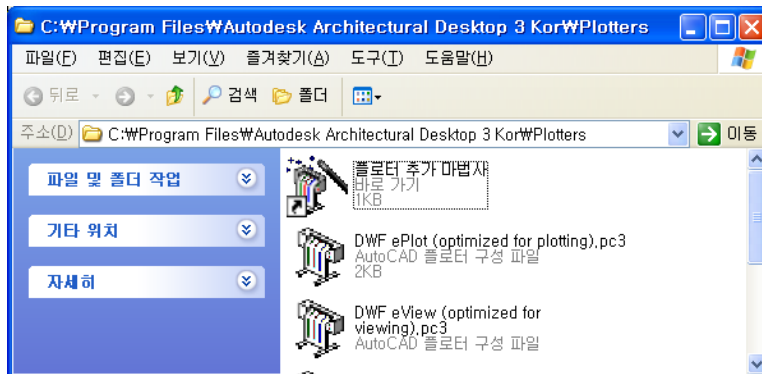 C:₩Program Files₩Autodesk Architectural Desktop 3 Kor₩Plotters
파일(F) 편집(E) 보기(V) 즐겨찾기(A) 도구(T) 도움말(H)
뒤로 검색 폴더
주소(D) C:₩Program Files₩Autodesk Architectural Desktop 3 Kor₩Plotters 이동
파일 및 폴더 작업
기타 위치
자세히
플로터 추가 마법사
바로 가기
1KB
DWF ePlot (optimized for plotting).pc3
AutoCAD 플로터 구성 파일
2KB
DWF eView (optimized for
viewing).pc3
AutoCAD 플로터 구성 파일